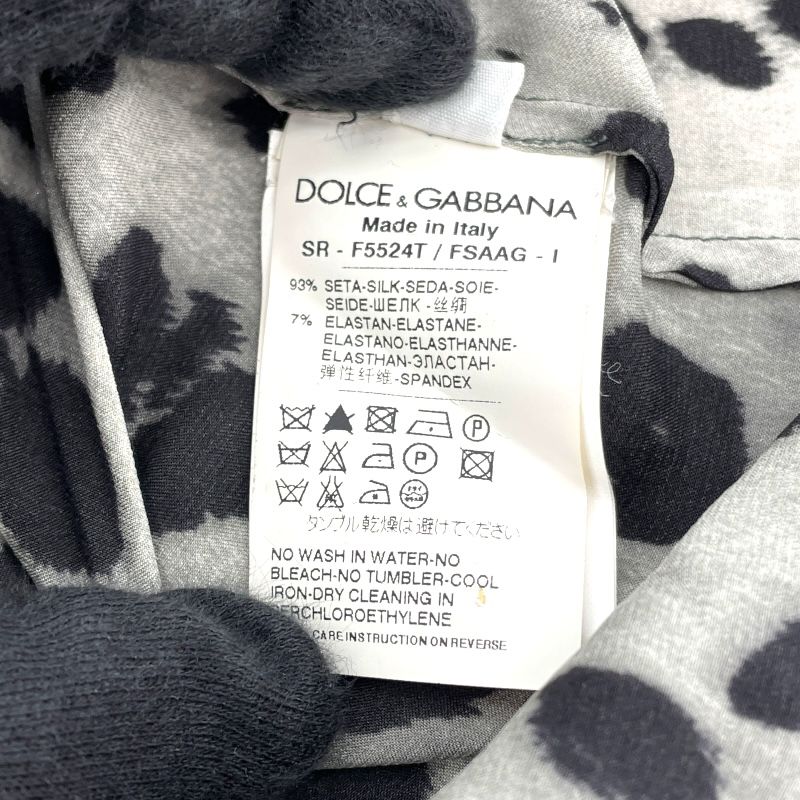 DOLCE & GABBANA
Made in Italy
SR - F5524T / FSAAG - I
93% SETA-SILK-SEDA-SOIE-
SEIDE-ШЕЛК-丝绸
7% ELASTAN-ELASTANE-
ELASTANO-ELASTHANNE-
ELASTHAN-ЭЛАСТАН-
弹性纤维-SPANDEX
P
P
タンブル乾燥は避けてください
NO WASH IN WATER-NO
BLEACH-NO TUMBLER-COOL
IRON-DRY CLEANING IN
PERCHLOROETHYLENE
CARE INSTRUCTION ON REVERSE